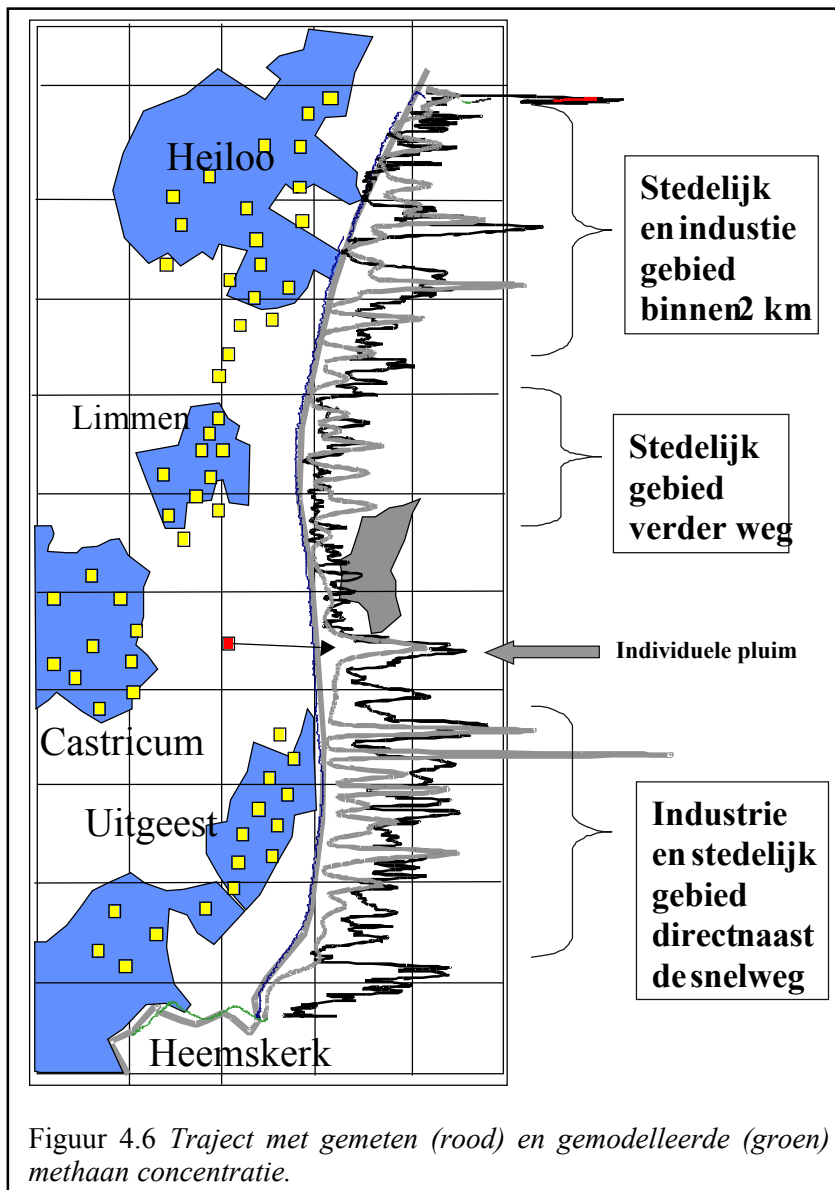 Heiloo
Stedelijk
en industie
gebied
binnen2 km
Limmen
Stedelijk
gebied
verder weg
Individuele pluim
Castricum
Uitgeest
Industrie
en stedelijk
gebied
directnaast
de snelweg
Heemskerk
Figuur 4.6 Traject met gemeten (rood) en gemodelleerde (groen)
methaan concentratie.